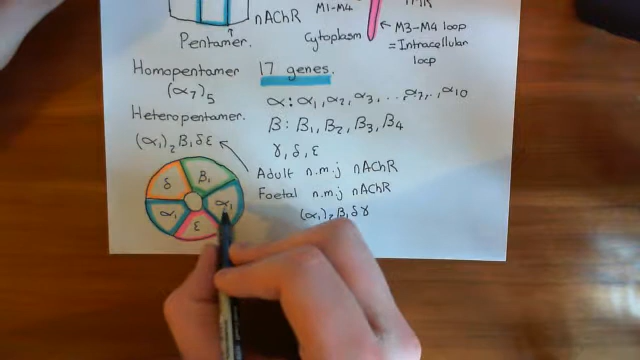 nAChR
M1-M4
TMR
Pentamer.
Cytoplasm
M3-M4 loop
= Intracellular
loop
Homopentamer
(α₇)₅
17 genes.
α: α₁, α₂, α₃, ... α₇, .., α₁₀
Heteropentamer.
β: β₁, β₂, β₃, β₄
(α₁)₂ β₁ δ ε
γ, δ, ε
Adult n.m.j nAChR
Foetal n.m.j nAChR
(α₁)₂ β₁ δ γ
δ
β₁
α₁
α₁
ε